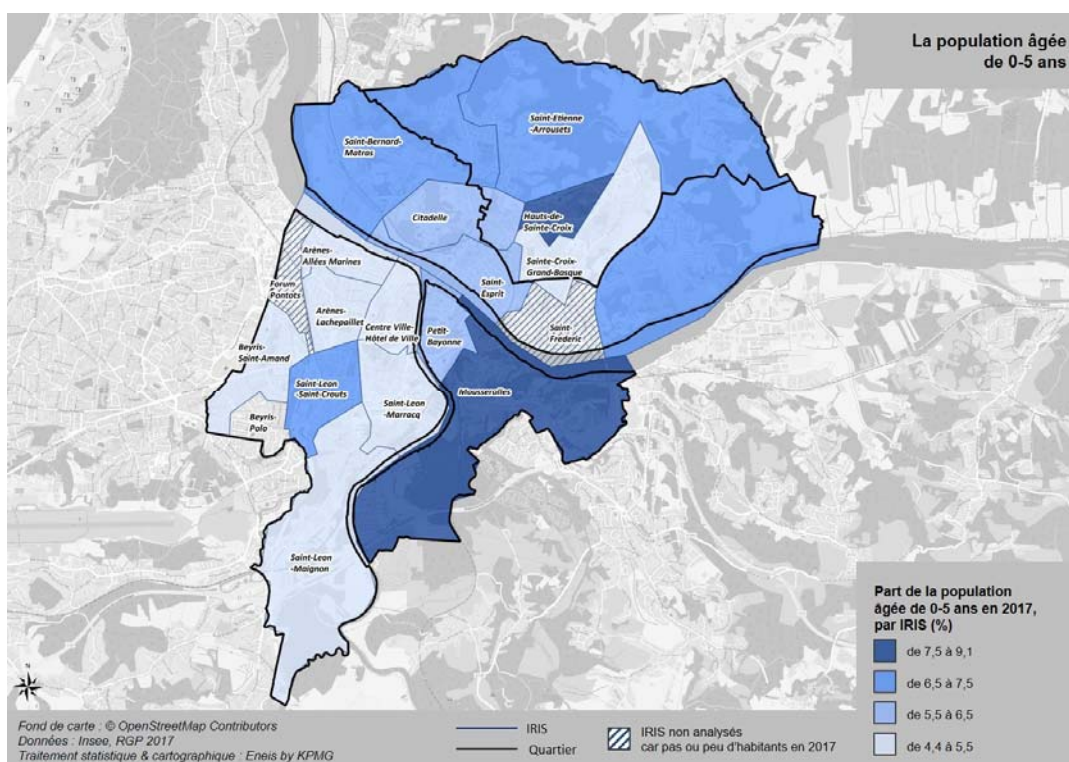 La population âgée
de 0-5 ans
Saint-Etienne
-Arrousets
Saint-Bernard-
Matras
Citadelle
Hauts-de-
Sainte-Croix
Arènes-
Allées Marines
Sainte-Croix-
Grand-Basque
Forum
Pontots
Saint-
Esprit
Arènes-
Lachepaillet
Centre Ville-
Hôtel de Ville
Petit-
Bayonne
Saint-
Frederic
Beyris-
Saint-Amand
Saint-Leon
-Saint-Crouts
Mousserolles
Saint-Leon
-Marracq
Beyris-
Polo
Saint-Leon
-Maignon
Part de la population
âgée de 0-5 ans en 2017,
par IRIS (%)
de 7,5 à 9,1
de 6,5 à 7,5
de 5,5 à 6,5
de 4,4 à 5,5
N
Fond de carte : © OpenStreetMap Contributors
Données : Insee, RGP 2017
Traitement statistique & cartographique : Eneis by KPMG
IRIS
Quartier
IRIS non analysés
car pas ou peu d'habitants en 2017